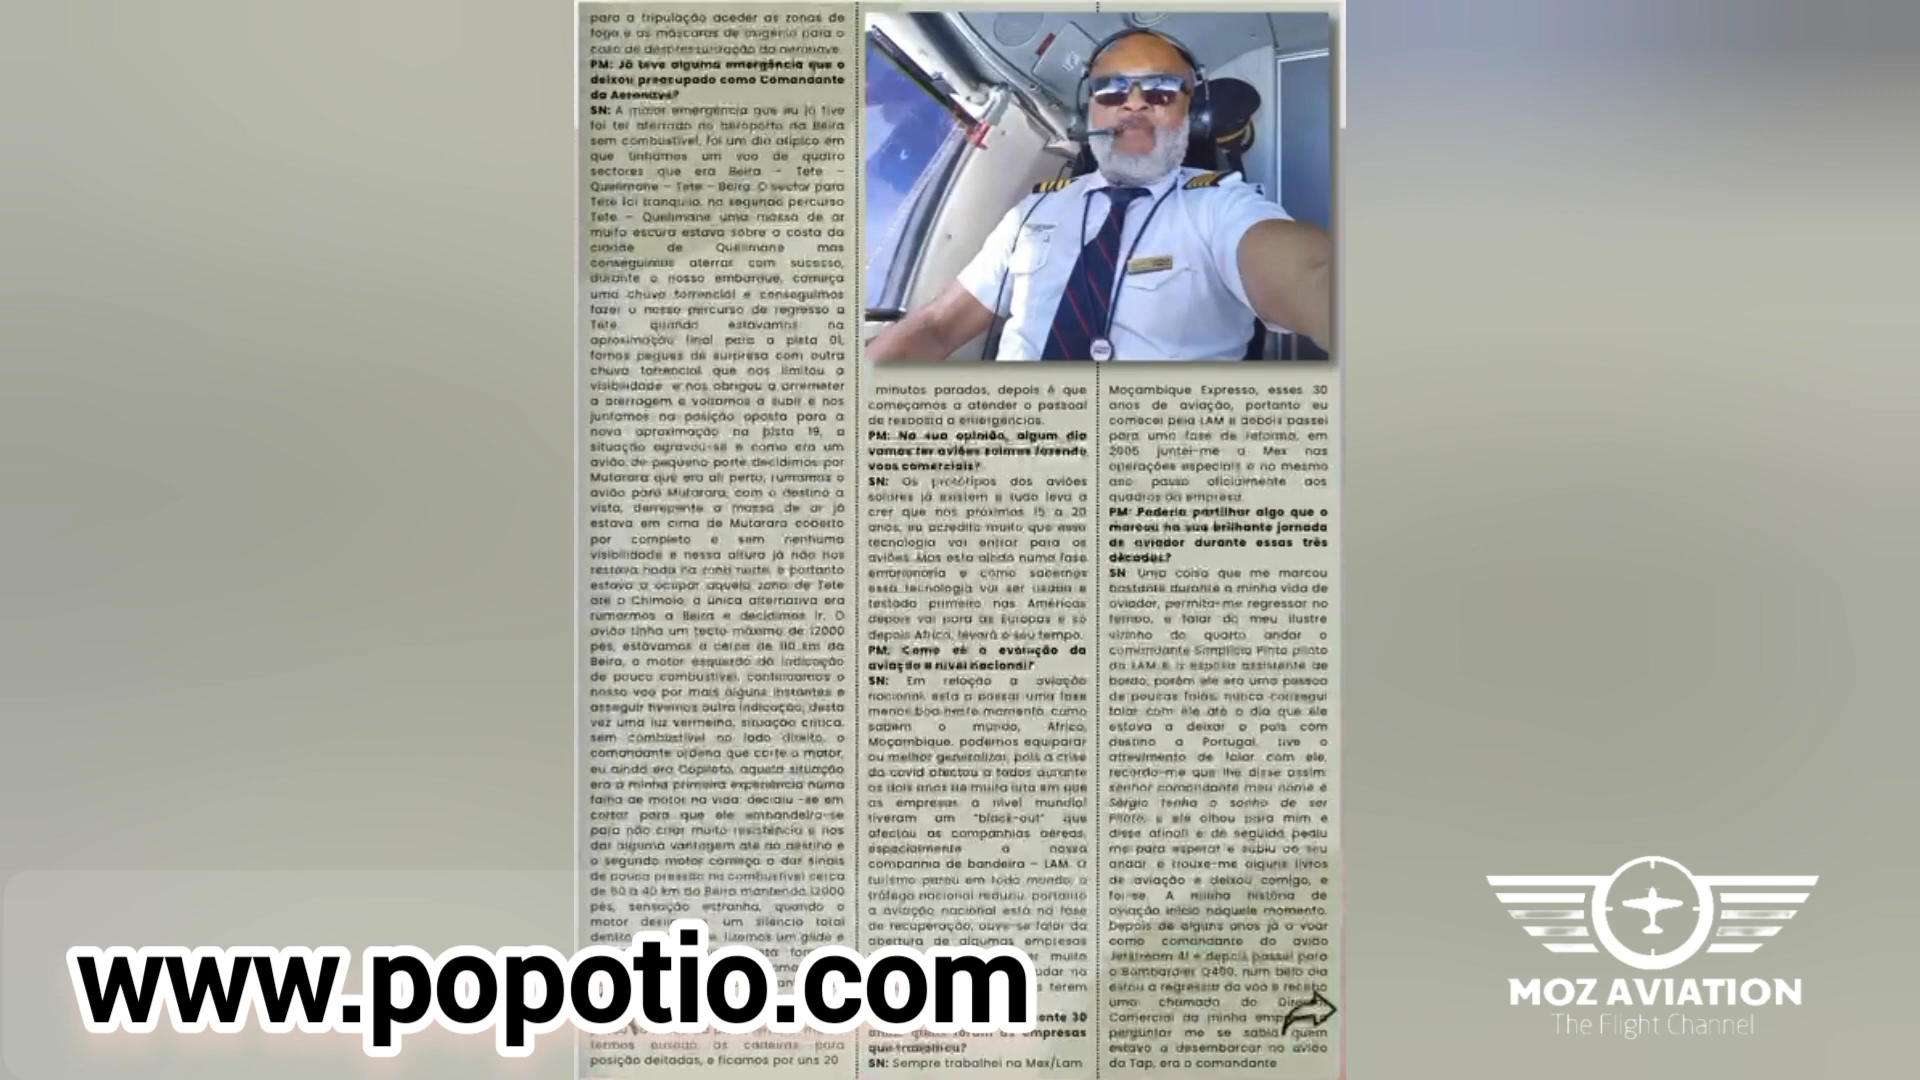 para a tripulação aceder as zonas de
fogo e as máscaras de oxigénio para o
caso de despressurização da aeronave.
PM: Já teve alguma emergência que o
deixou preocupado como Comandante
da Aeronave?
SN: A maior emergência que eu já tive
foi ter aterrado no aeroporto da Beira
sem combustível, foi um dia atípico em
que tínhamos um voo de quatro
sectores que era Beira – Tete –
Quelimane – Tete – Beira. O sector para
Tete foi tranquilo, no segundo percurso
Tete – Quelimane uma massa de ar
muito escura estava sobre a costa da
cidade de Quelimane mas
conseguimos aterrar com sucesso,
durante o nosso embarque, começa
uma chuva torrencial e conseguimos
fazer o nosso percurso de regresso a
Tete quando estavamos na
aproximação final para a pista 01,
fomos pegues de surpresa com outra
chuva torrencial que nos limitou a
visibilidade e nos obrigou a arremeter
a aterragem e voltamos a subir e nos
juntamos na posição oposta para a
nova aproximação na pista 19, a
situação agravou-se e como era um
avião de pequeno porte decidimos por
Mutarara que era ali perto, rumamos o
avião para Mutarara, com o destino a
vista, derrepente a massa de ar já
estava em cima de Mutarara coberto
por completo e sem nenhuma
visibilidade e nessa altura já não nos
restava nada na zona norte, e portanto
estava a ocupar aquela zona de Tete
até o Chimoio, a única alternativa era
rumarmos a Beira e decidimos ir. O
avião tinha um tecto máximo de 12000
pés, estávamos a cerca de 110 km da
Beira, o motor esquerdo dá indicação
de pouco combustível, continuamos o
nosso voo por mais alguns instantes e
asseguir tivemos outra indicação, desta
vez uma luz vermelha, situação crítica,
sem combustível no lado direito, o
comandante ordena que corte o motor,
eu ainda era Copiloto, aquela situação
era a minha primeira experiência numa
falha de motor na vida: decidiu -se em
cortar para que ele embandeira-se
para não criar muito resistência e nos
dar alguma vantagem até ao destino e
o segundo motor começa a dar sinais
de pouca pressão no combustível cerca
de 50 a 40 km da Beira mantendo 12000
pés, sensação estranha, quando o
motor um silêncio total
fizemos um glide e
termos puxado as cadeiras para
posição deitadas, e ficamos por uns 20
minutos parados, depois é que
começamos a atender o pessoal
de resposta a emergências.
PM: Na sua opinião, algum dia
vamos ter aviões solares fazendo
voos comerciais?
SN: Os protótipos dos aviões
solares já existem e tudo leva a
crer que nos próximos 15 a 20
anos, eu acredito muito que essa
tecnologia vai entrar para os
aviões. Mas esta ainda numa fase
embrionária e como sabemos
essa tecnologia vai ser usada e
testada primeiro nas Américas
depois vai para as Europas e só
depois Africa, levará o seu tempo.
PM: Como vê a evolução da
aviação a nível nacional?
SN: Em relação a aviação
nacional, esta a passar uma fase
menos boa neste momento como
sabem o mundo, Africa,
Moçambique, podemos equiparar
ou melhor generalizar, pois a crise
da covid afectou a todos durante
os dois anos de muita luta em que
as empresas a nível mundial
tiveram um "black-out" que
afectou as companhias aéreas,
especialmente a nossa
companhia de bandeira – LAM. O
turismo parou em todo mundo, o
tráfego nacional reduziu, portanto
a aviação nacional está na fase
de recuperação, ouve-se falar da
abertura de algumas empresas
muito
terem
30
empresas
que trabalhou?
SN: Sempre trabalhei na Mex/Lam
Moçambique Expresso, esses 30
anos de aviação, portanto eu
comecei pela LAM e depois passei
para uma fase de reforma, em
2005 juntei-me a Mex nas
operações especiais e no mesmo
ano passo oficialmente aos
quadros da empresa.
PM: Poderia partilhar algo que o
marcou na sua brilhante jornada
de aviador durante essas três
décadas?
SN: Uma coisa que me marcou
bastante durante a minha vida de
aviador, permita-me regressar no
tempo, e falar do meu ilustre
vizinho do quarto andar o
comandante Simplício Pinto piloto
da LAM e a esposa assistente de
bordo, porém ele era uma pessoa
de poucas falas, nunca consegui
falar com ele até o dia que ele
estava a deixar o país com
destino a Portugal, tive o
atrevimento de falar com ele,
recordo-me que lhe disse assim:
senhor comandante meu nome é
Sérgio tenho o sonho de ser
Piloto, e ele olhou para mim e
disse afinal! e de seguida pediu
me para esperar e subiu ao seu
andar e trouxe-me alguns livros
de aviação e deixou comigo, e
foi-se. A minha história de
aviação inicia naquele momento.
Depois de alguns anos já a voar
como comandante do avião
Jetstream 41 e depois passei para
o Bombardier Q400, num belo dia
estou a regressar do voo e recebo
uma chamada do
Comercial da minha empresa
perguntar me se sabia quem
estava a desembarcar no avião
da Tap, era o comandante
www.popotio.com
MOZ AVIATION
The Flight Channel